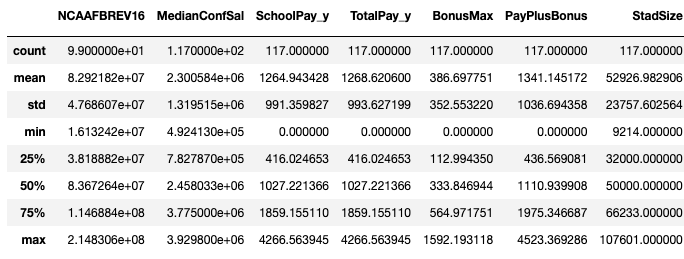 NCAAFBREV16 MedianConfSal SchoolPay_y TotalPay_y BonusMax PayPlusBonus StadSize
count 9.900000e+01 1.170000e+02 117.000000 117.000000 117.000000 117.000000 117.000000
mean 8.292182e+07 2.300584e+06 1264.943428 1268.620600 386.697751 1341.145172 52926.982906
std 4.768607e+07 1.319515e+06 991.359827 993.627199 352.553220 1036.694358 23757.602564
min 1.613242e+07 4.924130e+05 0.000000 0.000000 0.000000 0.000000 9214.000000
25% 3.818882e+07 7.827870e+05 416.024653 416.024653 112.994350 436.569081 32000.000000
50% 8.367264e+07 2.458033e+06 1027.221366 1027.221366 333.846944 1110.939908 50000.000000
75% 1.146884e+08 3.775000e+06 1859.155110 1859.155110 564.971751 1975.346687 66233.000000
max 2.148306e+08 3.929800e+06 4266.563945 4266.563945 1592.193118 4523.369286 107601.000000